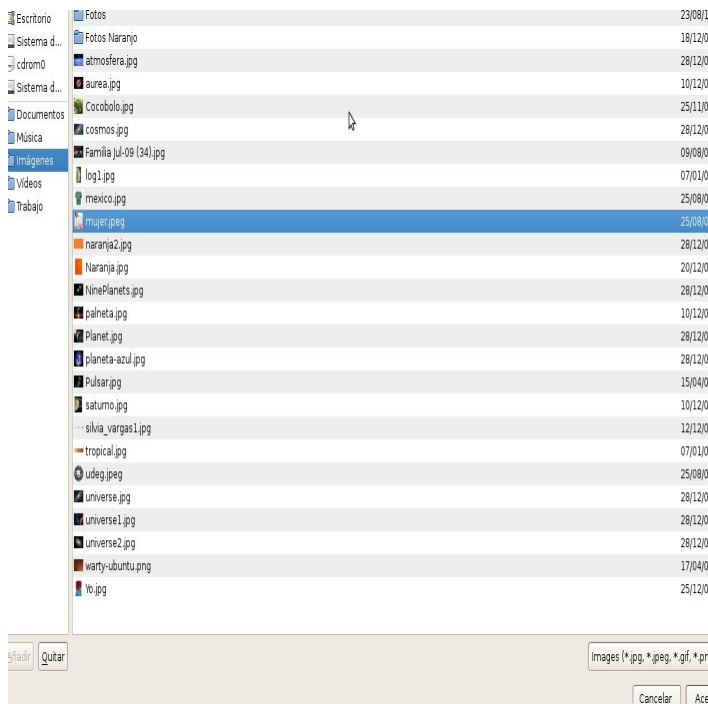 Escritorio
Sistema d...
cdrom0
Sistema d...
Documentos
Música
Imágenes
Vídeos
Trabajo
Fotos 23/08/1
Fotos Naranjo 18/12/0
atmosfera.jpg 28/12/0
aurea.jpg 10/12/0
Cocobolo.jpg 25/11/0
cosmos.jpg 28/12/0
Familia Jul-09 (34).jpg 09/08/0
log1.jpg 07/01/0
mexico.jpg 25/08/0
mujer.jpeg 25/08/0
naranja2.jpg 28/12/0
Naranja.jpg 20/12/0
NinePlanets.jpg 28/12/0
palneta.jpg 10/12/0
Planet.jpg 28/12/0
planeta-azul.jpg 28/12/0
Pulsar.jpg 15/04/0
saturno.jpg 10/12/0
silvia_vargas1.jpg 12/12/0
tropical.jpg 07/01/0
udeg.jpeg 25/08/0
universe.jpg 28/12/0
universe1.jpg 28/12/0
universe2.jpg 28/12/0
warty-ubuntu.png 17/04/0
Yo.jpg 25/12/0
Añadir Quitar Images (*.jpg, *.jpeg, *.gif, *.pn
Cancelar Ace